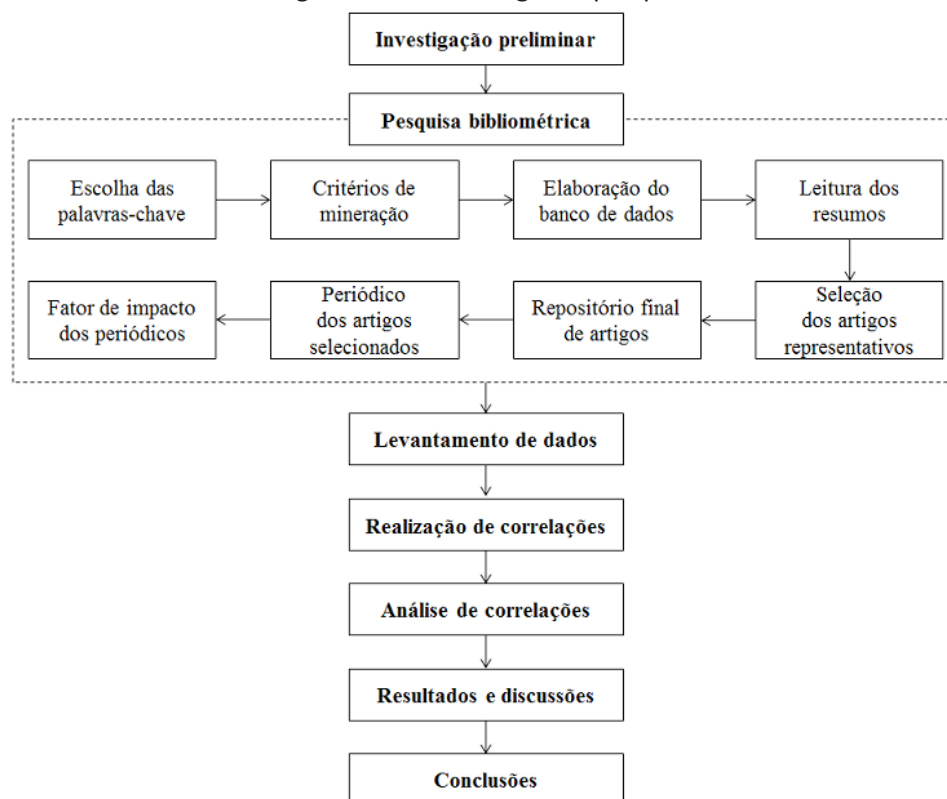 Investigação preliminar
Pesquisa bibliométrica
Escolha das
palavras-chave
Critérios de
mineração
Elaboração do
banco de dados
Leitura dos
resumos
Seleção
dos artigos
representativos
Repositório final
de artigos
Periódico
dos artigos
selecionados
Fator de impacto
dos periódicos
Levantamento de dados
Realização de correlações
Análise de correlações
Resultados e discussões
Conclusões